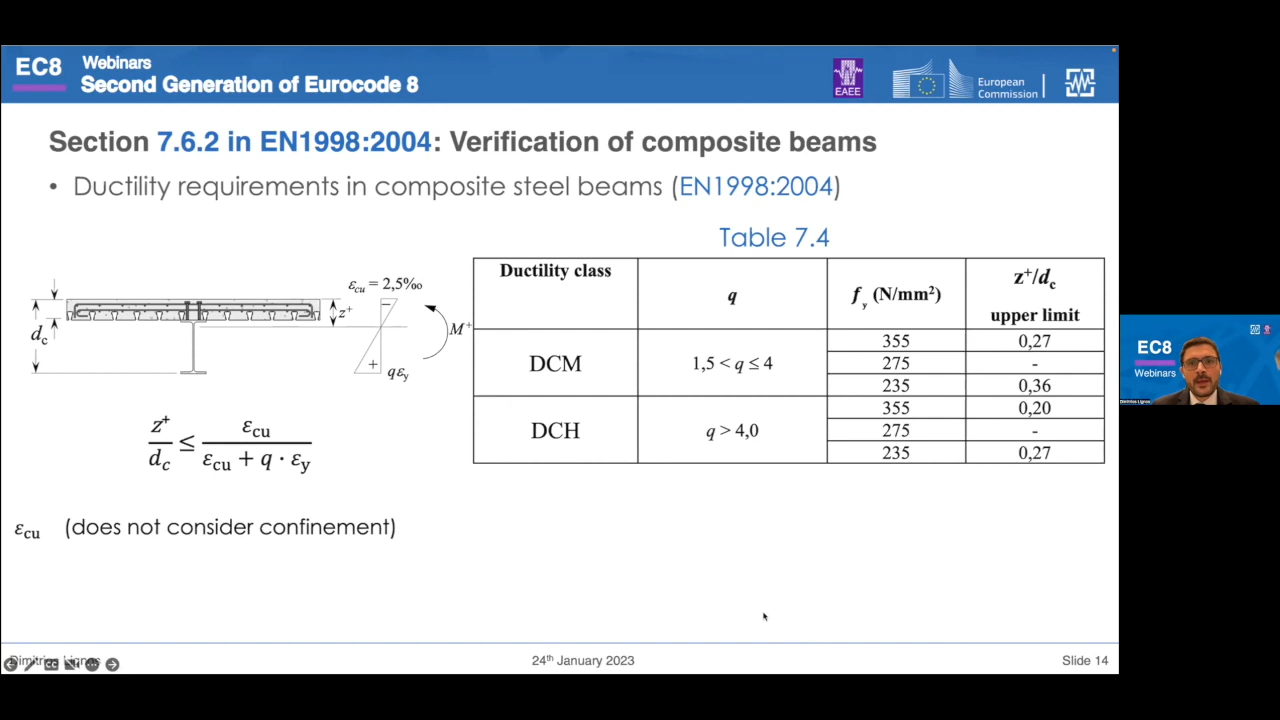 EC8
Webinars
Second Generation of Eurocode 8
EAEE
European
Commission
Section 7.6.2 in EN1998:2004: Verification of composite beams
• Ductility requirements in composite steel beams (EN1998:2004)
Table 7.4
Ductility class q f_y (N/mm²) z⁺/d_c
upper limit
DCM 1,5 < q ≤ 4 355 0,27
275 -
235 0,36
DCH q > 4,0 355 0,20
275 -
235 0,27
d_c
ε_cu = 2,5‰
z⁺
−
M⁺
+
qε_y
z⁺/d_c ≤ ε_cu/(ε_cu + q · ε_y)
ε_cu (does not consider confinement)
24th January 2023
Slide 14
EC8
Webinars
Dimitrios Lignos